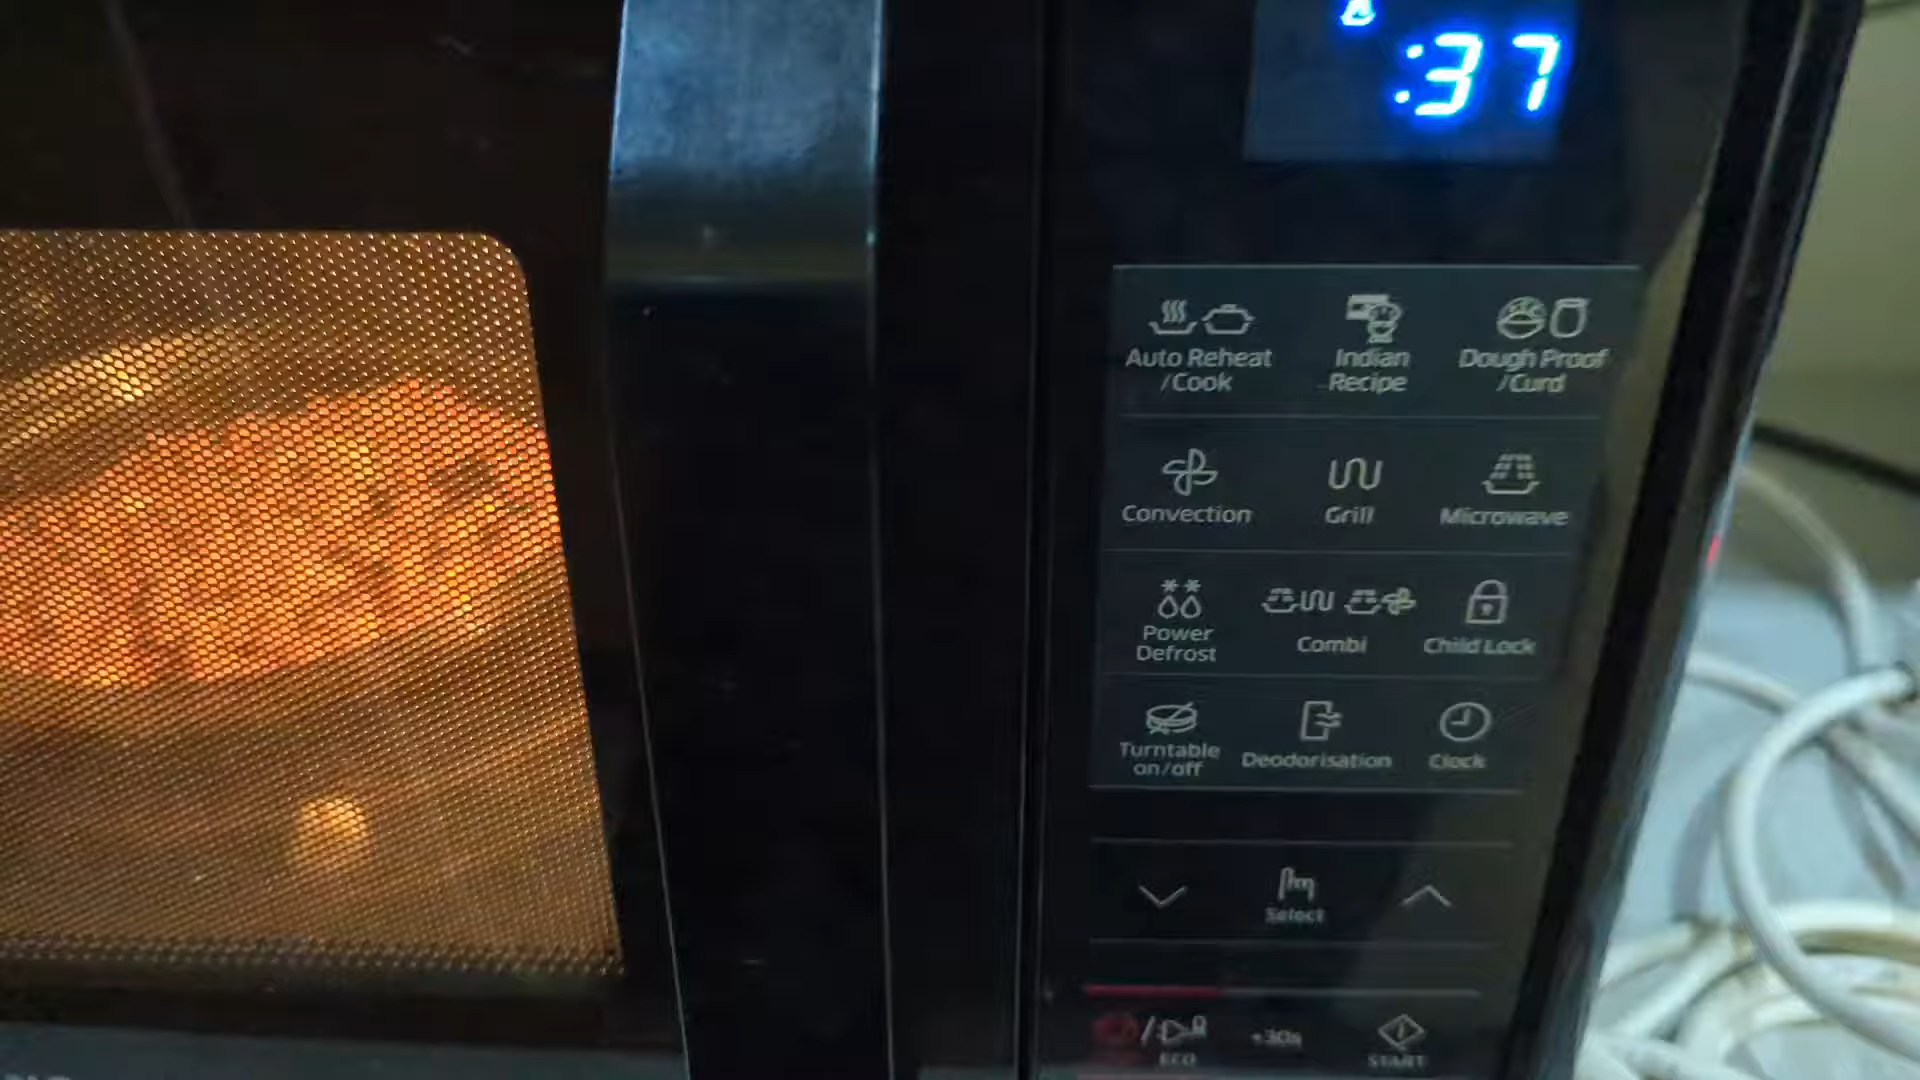 :37
Auto Reheat
/Cook
Indian
Recipe
Dough Proof
/Curd
Convection
Grill
Microwave
Power
Defrost
Combi
Child Lock
Turntable
on/off
Deodorisation
Clock
Select
/
ECO
+30s
START